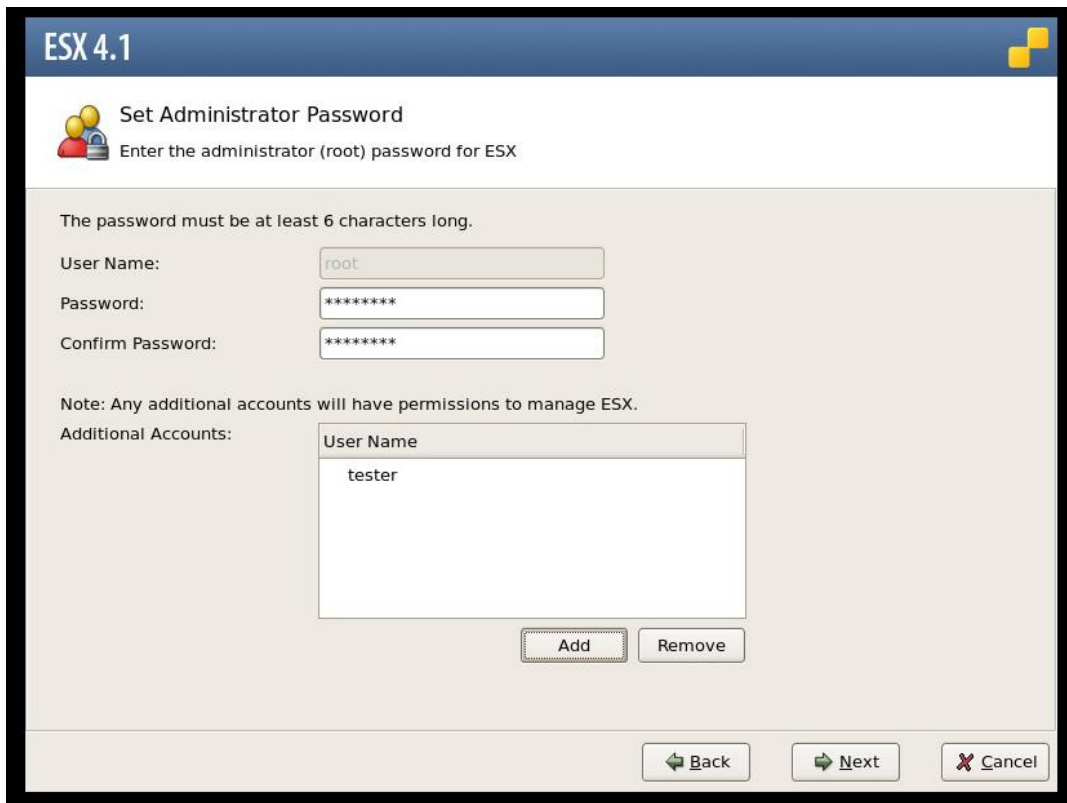 ESX 4.1
Set Administrator Password
Enter the administrator (root) password for ESX
The password must be at least 6 characters long.
User Name:
root
Password:
********
Confirm Password:
********
Note: Any additional accounts will have permissions to manage ESX.
Additional Accounts:
User Name
tester
Add
Remove
Back
Next
Cancel